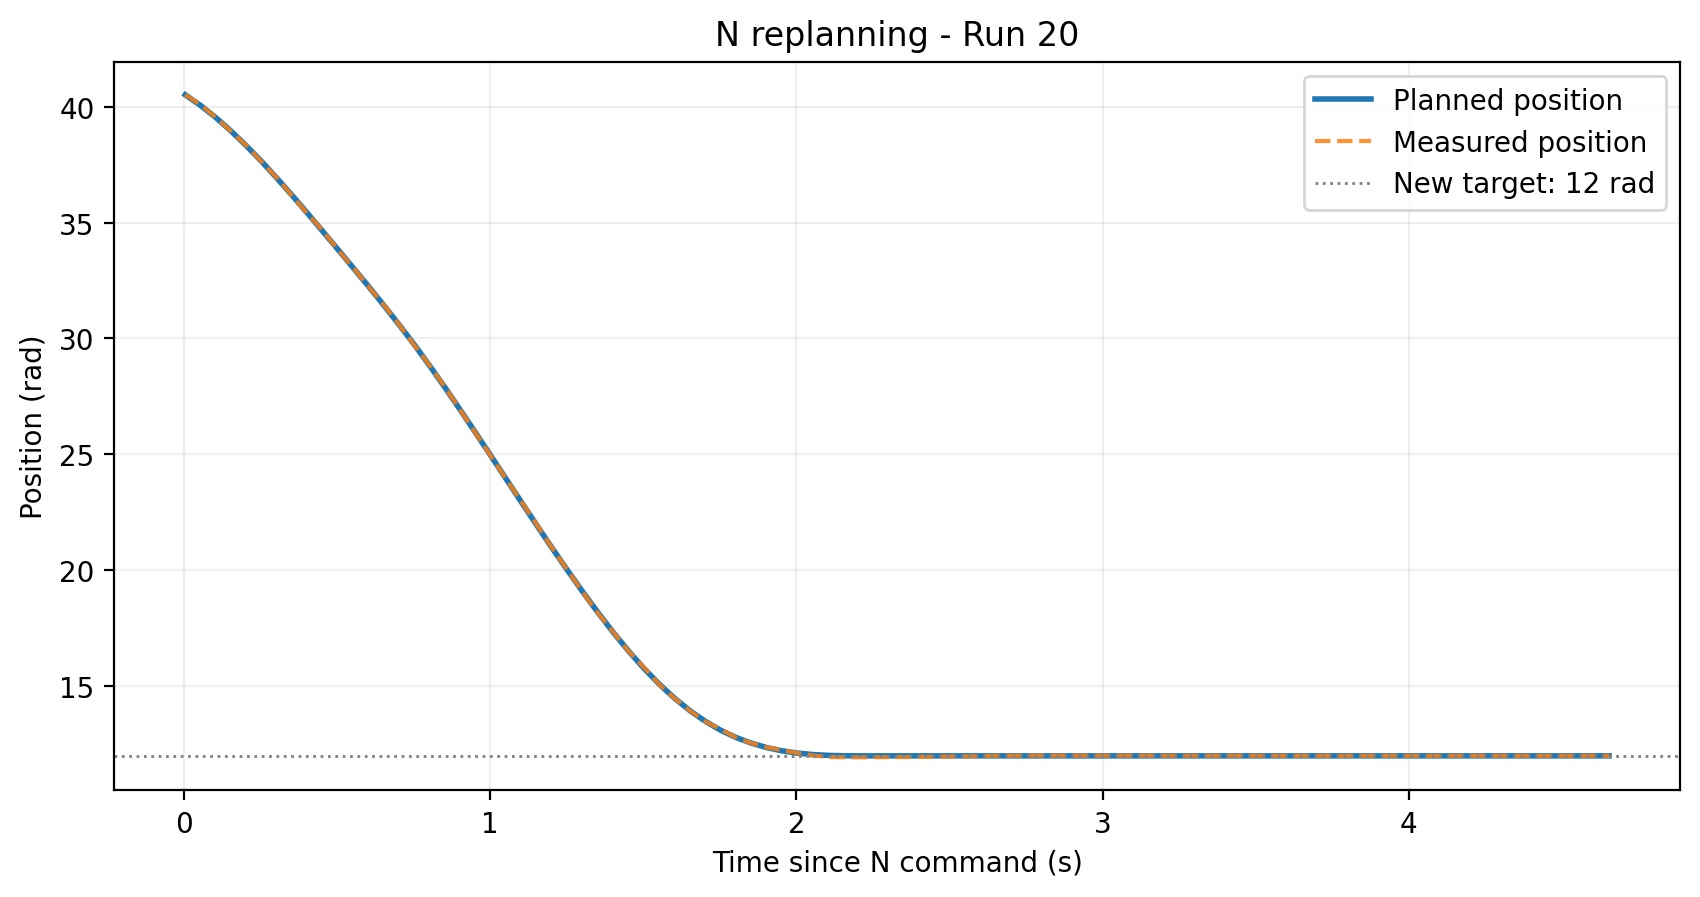 N replanning - Run 20
Planned position
Measured position
New target: 12 rad
Position (rad)
40
35
30
25
20
15
0 1 2 3 4
Time since N command (s)